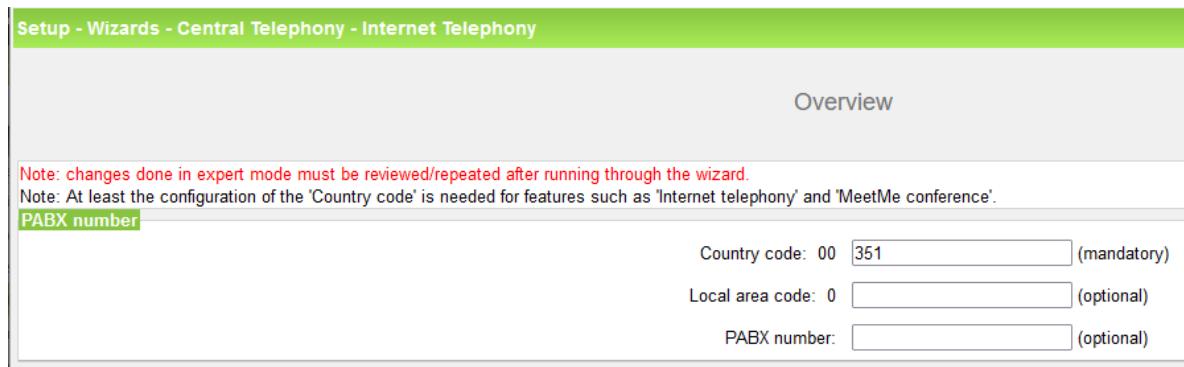 Setup - Wizards - Central Telephony - Internet Telephony
Overview
Note: changes done in expert mode must be reviewed/repeated after running through the wizard.
Note: At least the configuration of the 'Country code' is needed for features such as 'Internet telephony' and 'MeetMe conference'.
PABX number
Country code: 00 351 (mandatory)
Local area code: 0 (optional)
PABX number: (optional)